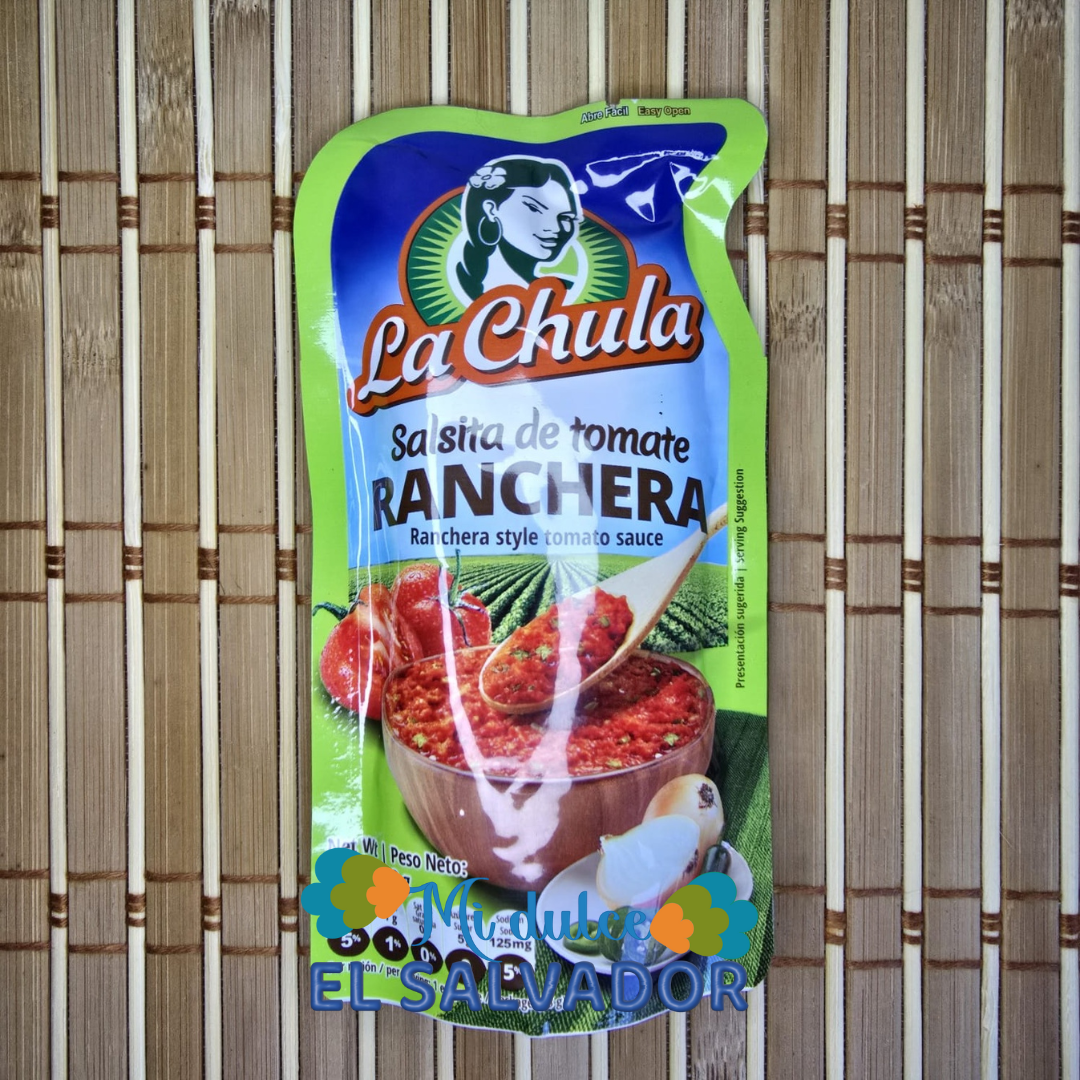 Abre Fácil Easy Open
La Chula
Salsita de tomate
RANCHERA
Ranchera style tomato sauce
Presentación sugerida | Serving Suggestion
Net Wt | Peso Neto:
Mi dulce
125mg
5% 1% 0% 5%
EL SALVADOR